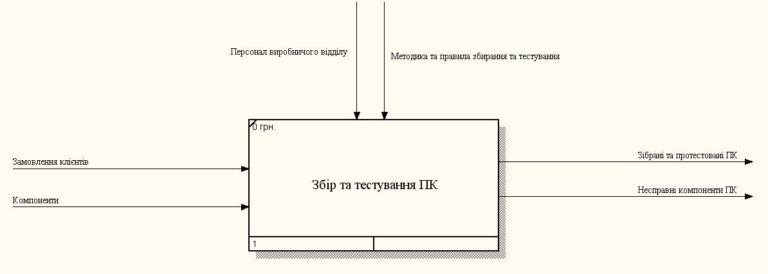 Персонал виробничого відділу
Методика та правила збирання та тестування
0 грн.
Замовлення клієнтів
Компоненти
Збір та тестування ПК
Зібрані та протестовані ПК
Несправні компоненти ПК
1